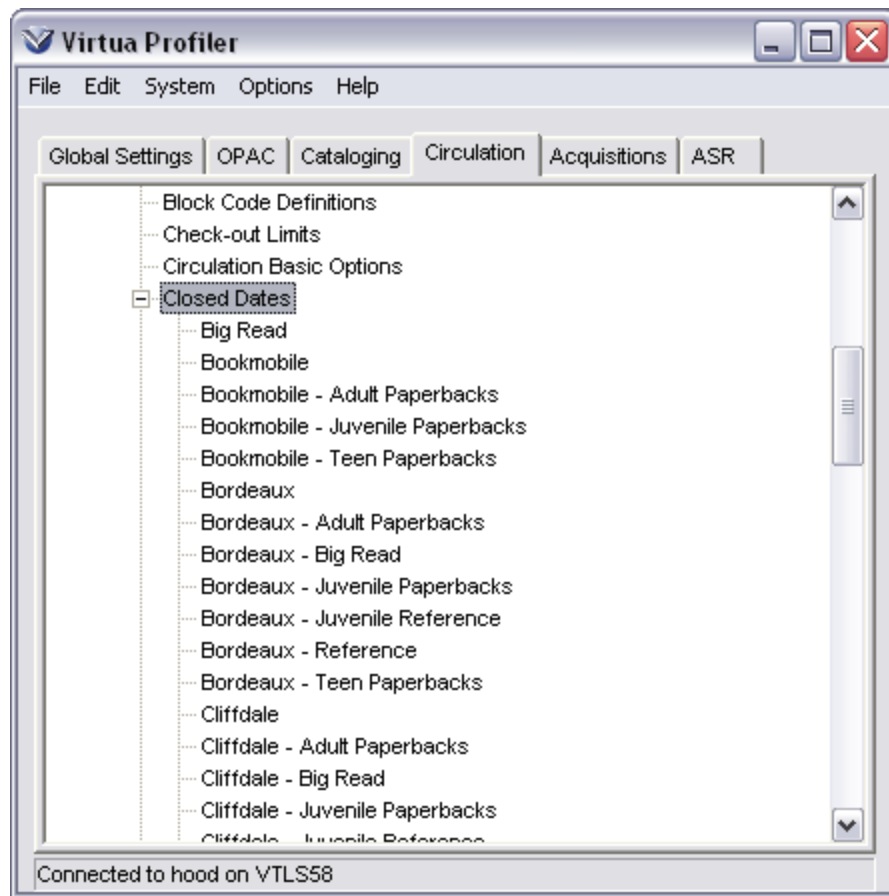 Virtua Profiler
File Edit System Options Help
Global Settings OPAC Cataloging Circulation Acquisitions ASR
Block Code Definitions
Check-out Limits
Circulation Basic Options
Closed Dates
Big Read
Bookmobile
Bookmobile - Adult Paperbacks
Bookmobile - Juvenile Paperbacks
Bookmobile - Teen Paperbacks
Bordeaux
Bordeaux - Adult Paperbacks
Bordeaux - Big Read
Bordeaux - Juvenile Paperbacks
Bordeaux - Juvenile Reference
Bordeaux - Reference
Bordeaux - Teen Paperbacks
Cliffdale
Cliffdale - Adult Paperbacks
Cliffdale - Big Read
Cliffdale - Juvenile Paperbacks
Cliffdale - Juvenile Reference
Connected to hood on VTLS58